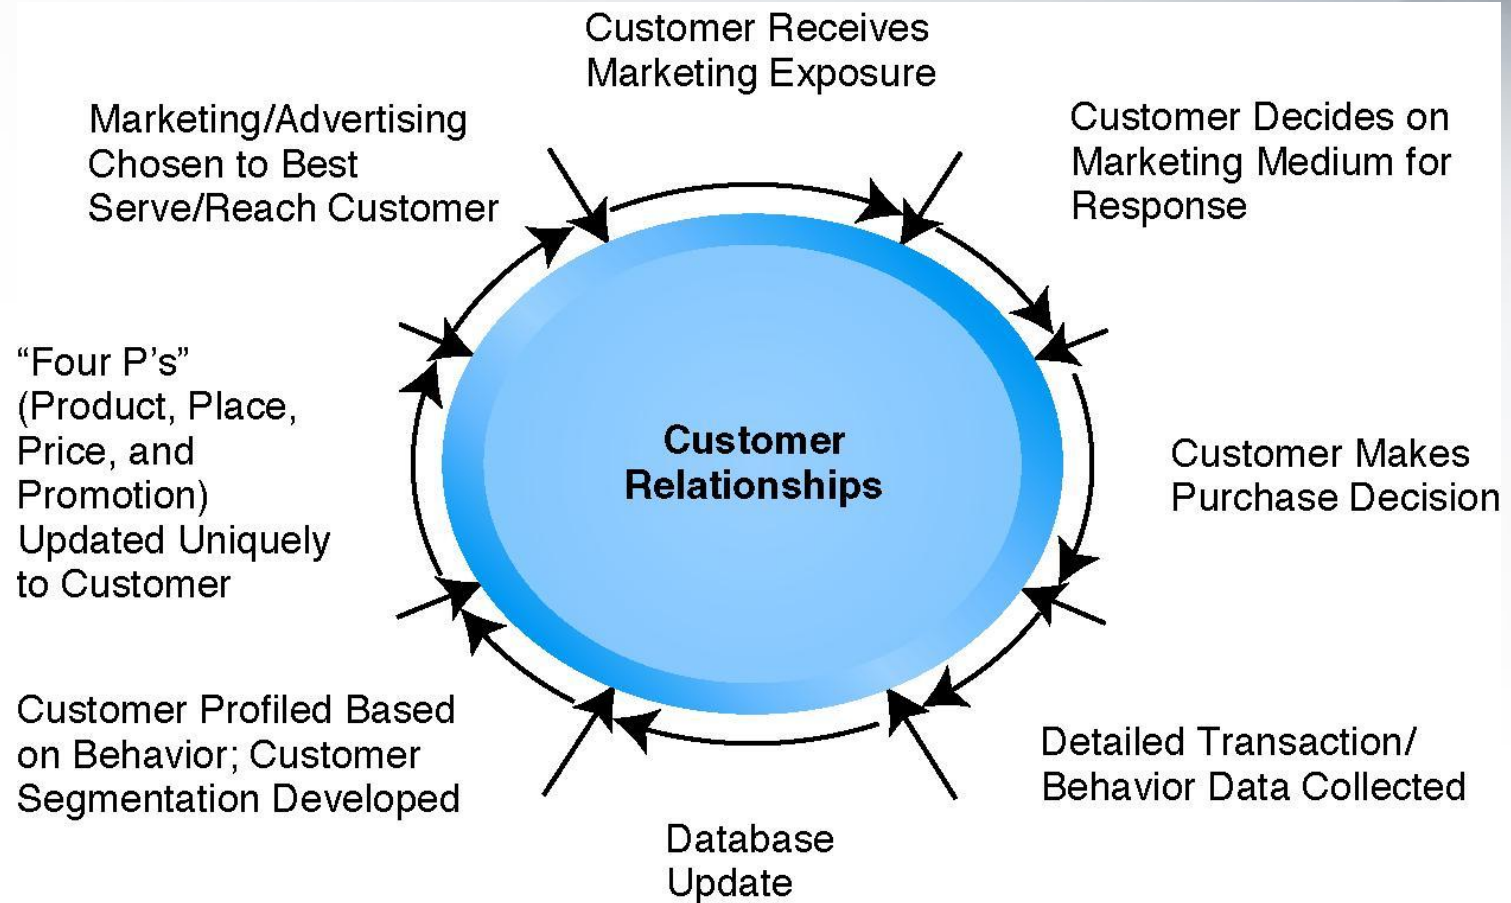 Customer Receives
Marketing Exposure
Customer Decides on
Marketing Medium for
Response
Customer Makes
Purchase Decision
Detailed Transaction/
Behavior Data Collected
Database
Update
Customer Profiled Based
on Behavior; Customer
Segmentation Developed
“Four P’s”
(Product, Place,
Price, and
Promotion)
Updated Uniquely
to Customer
Marketing/Advertising
Chosen to Best
Serve/Reach Customer
Customer
Relationships